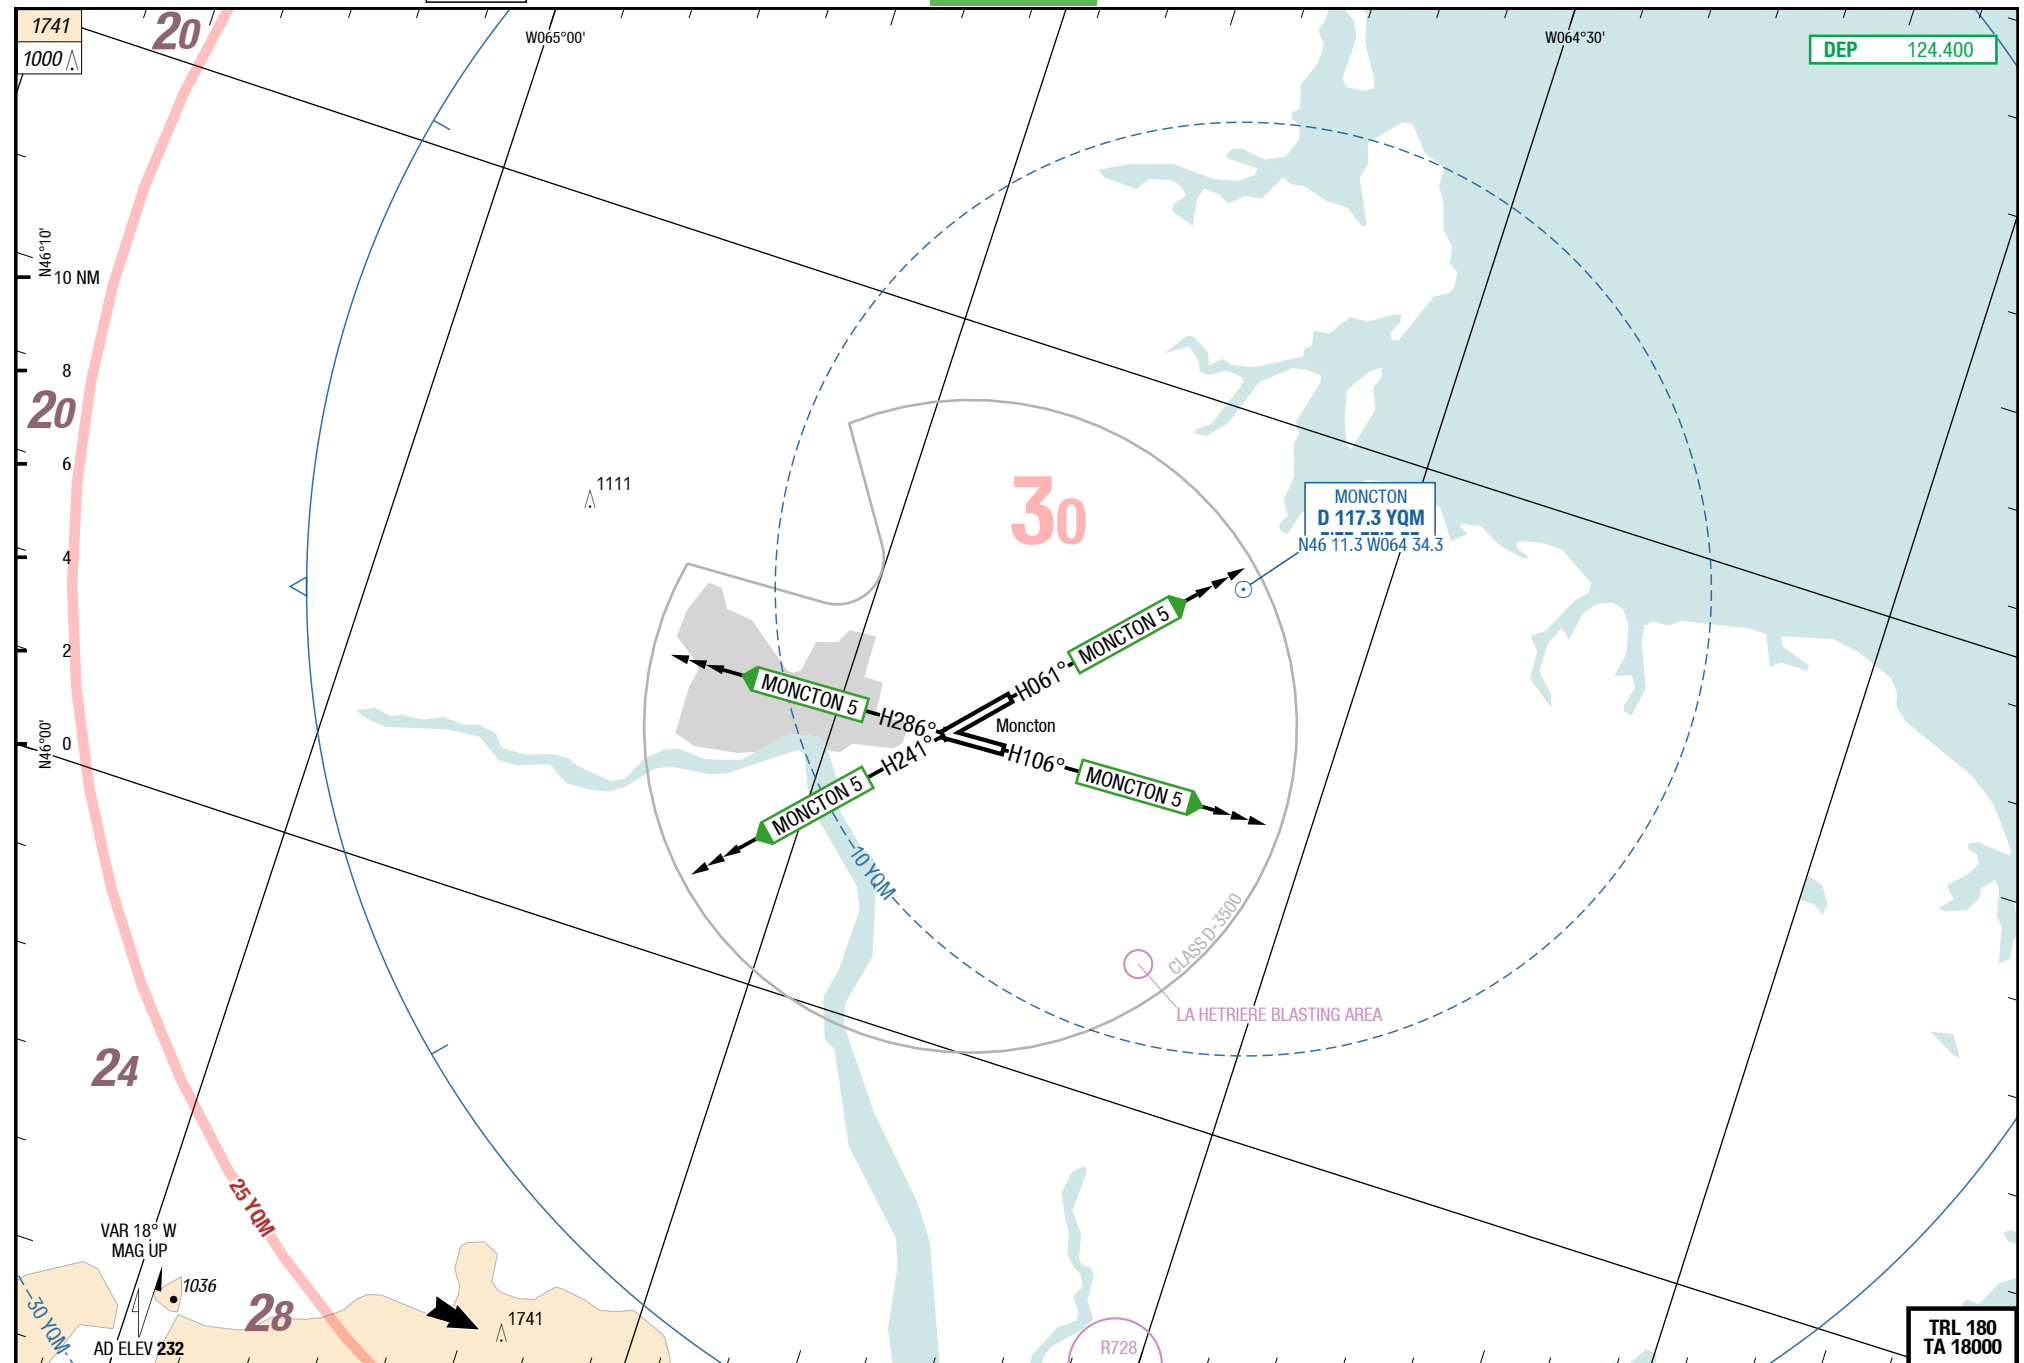 1741
1000
20
W065°00'
W064°30'
DEP 124.400
N46°10'
10 NM
8
20
6
4
2
0
N46°00'
1111
30
MONCTON
D 117.3 YQM
N46 11.3 W064 34.3
MONCTON 5
H061°
MONCTON 5
H286°
Moncton
H241°
H106°
MONCTON 5
MONCTON 5
10 YQM
CLASS D-3500
LA HETRIERE BLASTING AREA
24
25 YQM
VAR 18° W
MAG UP
1036
28
30 YQM
1741
AD ELEV 232
R728
TRL 180
TA 18000